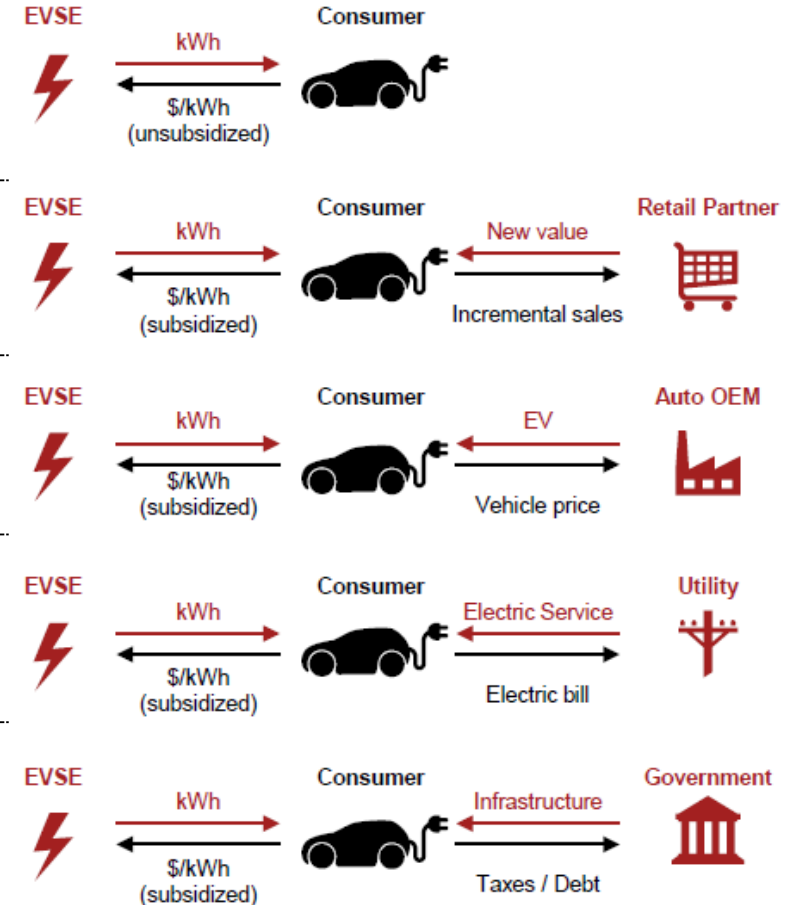 EVSE Consumer
kWh
$/kWh
(unsubsidized)
EVSE Consumer Retail Partner
kWh New value
$/kWh
(subsidized) Incremental sales
EVSE Consumer Auto OEM
kWh EV
$/kWh
(subsidized) Vehicle price
EVSE Consumer Utility
kWh Electric Service
$/kWh
(subsidized) Electric bill
EVSE Consumer Government
kWh Infrastructure
$/kWh
(subsidized) Taxes / Debt